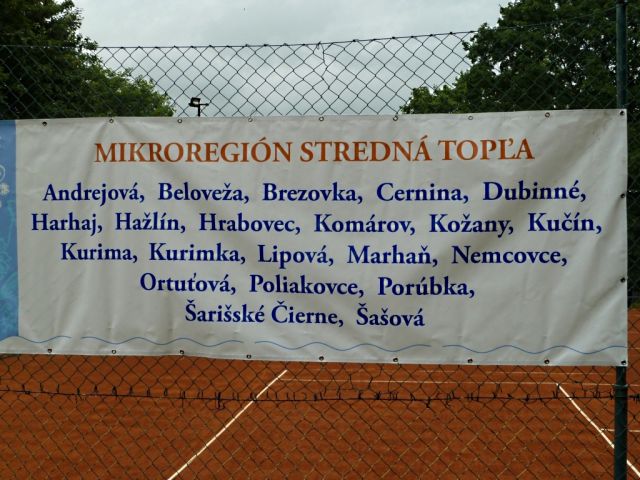 MIKROREGIÓN STREDNÁ TOPĽA
Andrejová, Beloveža, Brezovka, Cernina, Dubinné,
Harhaj, Hažlín, Hrabovec, Komárov, Kožany, Kučín,
Kurima, Kurimka, Lipová, Marhaň, Nemcovce,
Ortuťová, Poliakovce, Porúbka,
Šarišské Čierne, Šašová